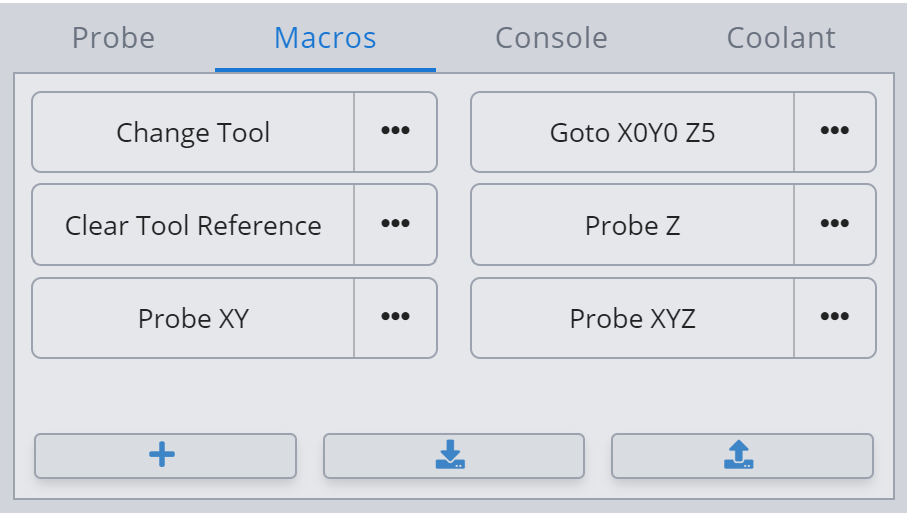 Probe Macros Console Coolant
Change Tool ••• Goto X0Y0 Z5 •••
Clear Tool Reference ••• Probe Z •••
Probe XY ••• Probe XYZ •••